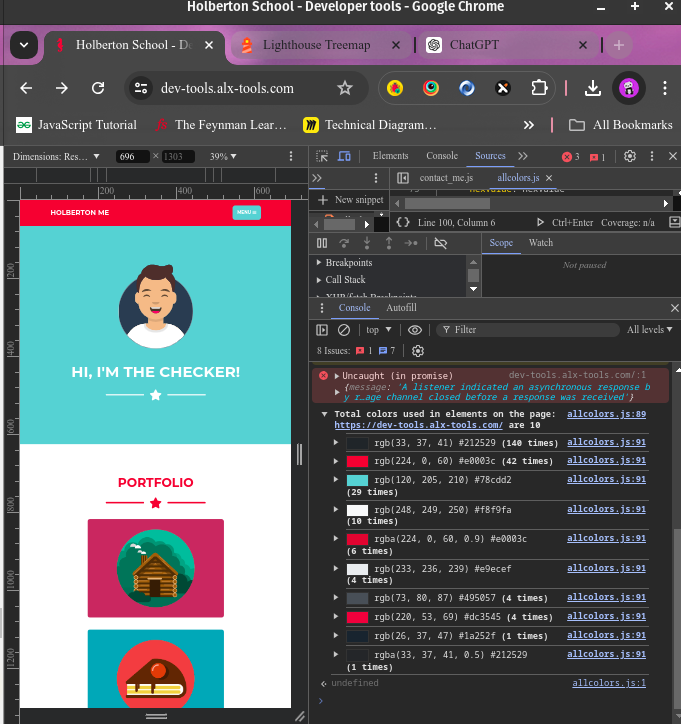 Holberton School - Developer tools - Google Chrome
Holberton School - De
Lighthouse Treemap
ChatGPT
dev-tools.alx-tools.com
JavaScript Tutorial
The Feynman Lear…
Technical Diagram…
All Bookmarks
Dimensions: Res…
696
1303
39%
Elements
Console
Sources
3
1
contact_me.js
allcolors.js
New snippet
Line 100, Column 6
Ctrl+Enter
Coverage: n/a
Breakpoints
Call Stack
Scope
Watch
Not paused
Console
Autofill
top
Filter
All levels
8 Issues:
1
7
200
400
600
200
400
600
800
1000
1200
HOLBERTON ME
MENU
HI, I'M THE CHECKER!
PORTFOLIO
Uncaught (in promise)
dev-tools.alx-tools.com/:1
{message: 'A listener indicated an asynchronous response b
y r…age channel closed before a response was received'}
Total colors used in elements on the page:
allcolors.js:89
https://dev-tools.alx-tools.com/ are 10
rgb(33, 37, 41) #212529 (140 times)
allcolors.js:91
rgb(224, 0, 60) #e0003c (42 times)
allcolors.js:91
rgb(120, 205, 210) #78cdd2
allcolors.js:91
(29 times)
rgb(248, 249, 250) #f8f9fa
allcolors.js:91
(10 times)
rgba(224, 0, 60, 0.9) #e0003c
allcolors.js:91
(6 times)
rgb(233, 236, 239) #e9ecef
allcolors.js:91
(4 times)
rgb(73, 80, 87) #495057 (4 times)
allcolors.js:91
rgb(220, 53, 69) #dc3545 (4 times)
allcolors.js:91
rgb(26, 37, 47) #1a252f (1 times)
allcolors.js:91
rgba(33, 37, 41, 0.5) #212529
allcolors.js:91
(1 times)
undefined
allcolors.js:1